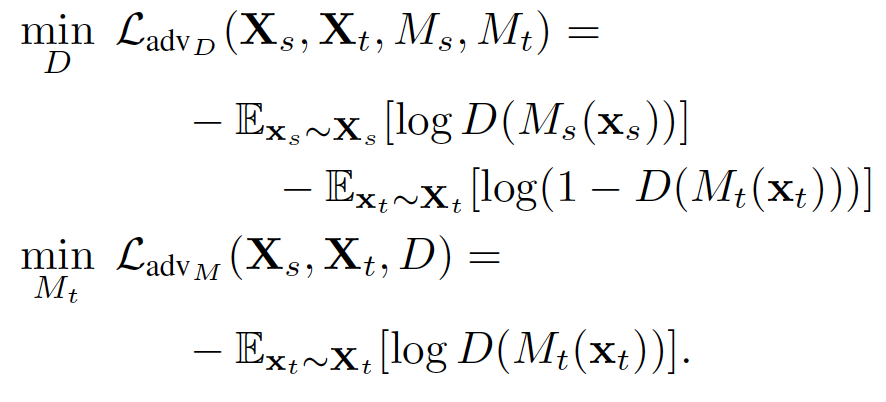 min_D 𝓛_{adv_D}(𝐗_s, 𝐗_t, M_s, M_t) =
− 𝔼_{𝐱_s∼𝐗_s}[log D(M_s(𝐱_s))]
− 𝔼_{𝐱_t∼𝐗_t}[log(1 − D(M_t(𝐱_t)))]
min_{M_t} 𝓛_{adv_M}(𝐗_s, 𝐗_t, D) =
− 𝔼_{𝐱_t∼𝐗_t}[log D(M_t(𝐱_t))].